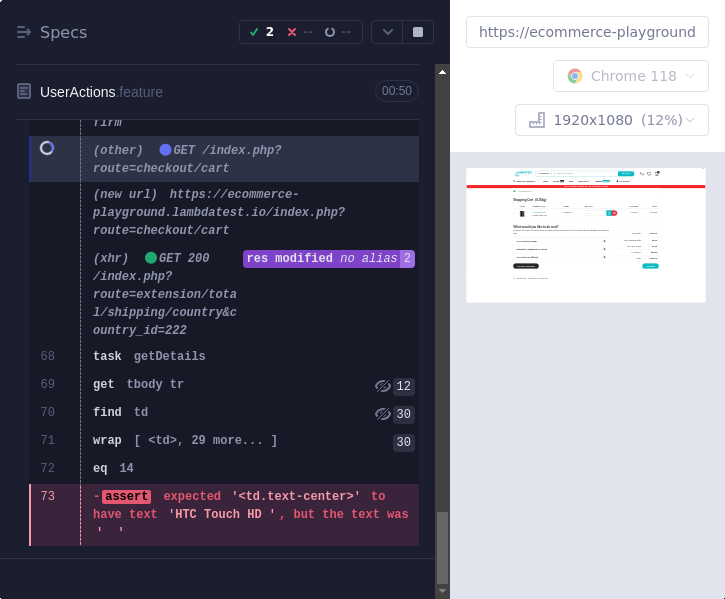 Specs
2
--
--
UserActions.feature
00:50
firm
(other) GET /index.php?
route=checkout/cart
(new url) https://ecommerce-
playground.lambdatest.io/index.php?
route=checkout/cart
(xhr) GET 200
res modified no alias 2
/index.php?
route=extension/tota
l/shipping/country&c
ountry_id=222
68 task getDetails
69 get tbody tr 12
70 find td 30
71 wrap [ <td>, 29 more... ] 30
72 eq 14
73 -assert expected '<td.text-center>' to
have text 'HTC Touch HD ', but the text was
' '
https://ecommerce-playground
Chrome 118
1920x1080 (12%)